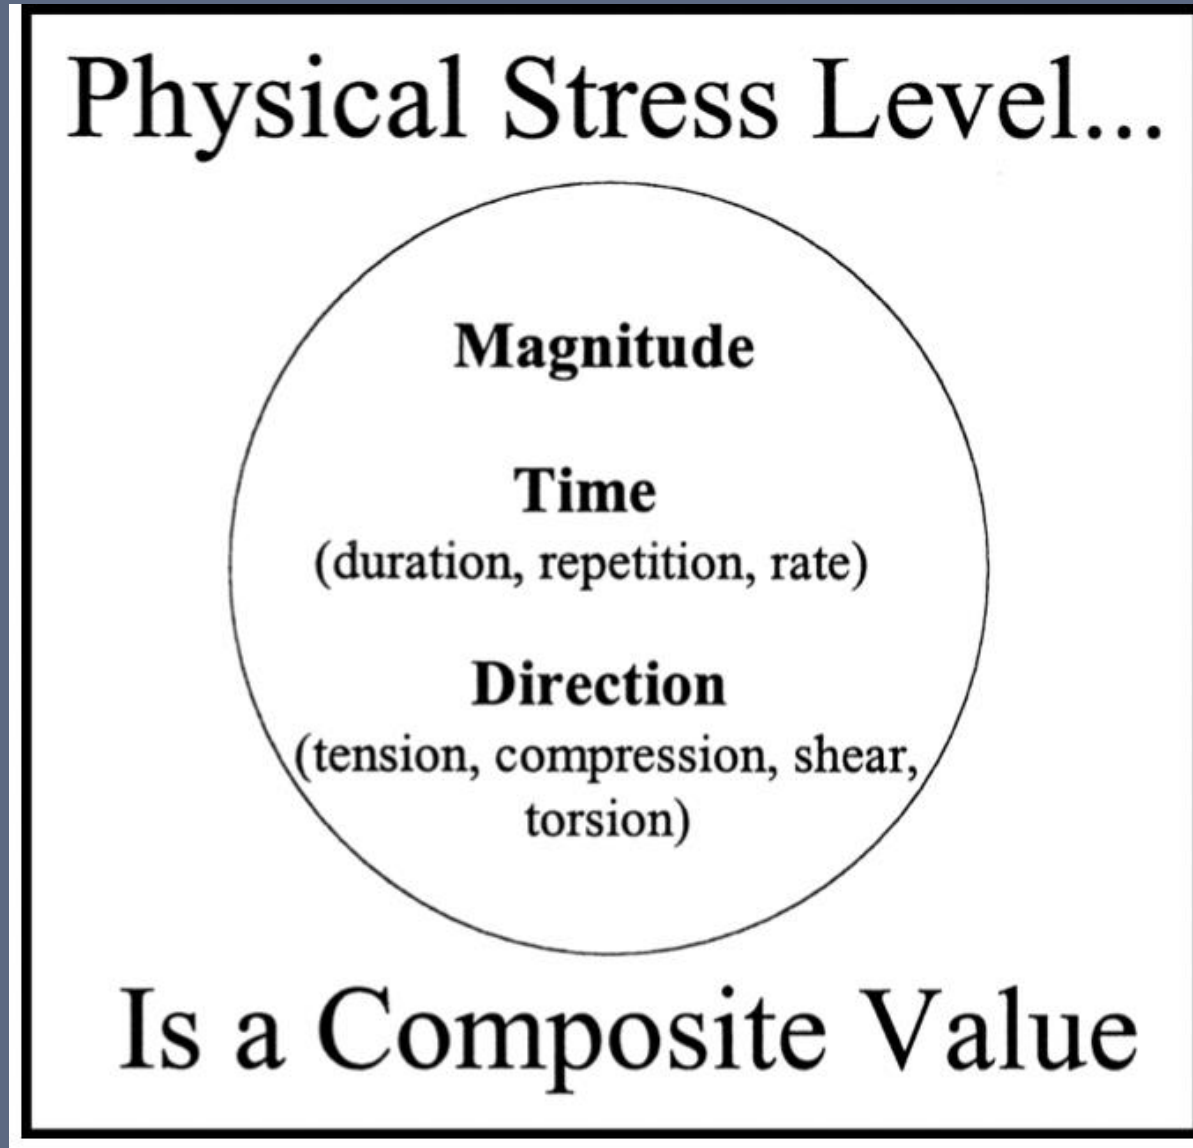 Physical Stress Level...
Magnitude
Time
(duration, repetition, rate)
Direction
(tension, compression, shear,
torsion)
Is a Composite Value